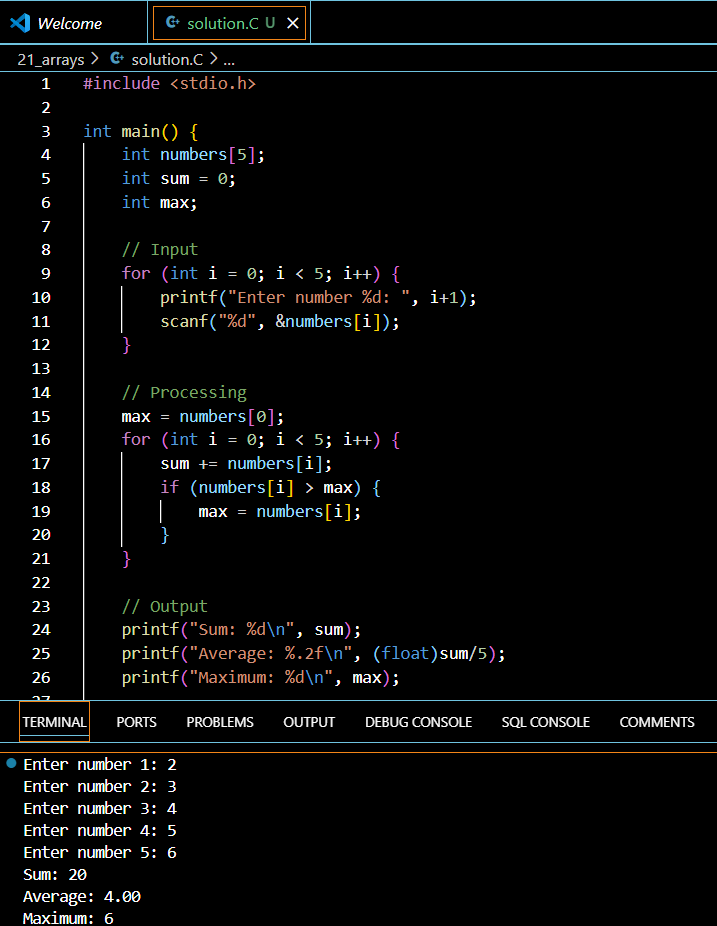 Welcome solution.C U
21_arrays > solution.C > ...
1 #include <stdio.h>
2
3 int main() {
4     int numbers[5];
5     int sum = 0;
6     int max;
7
8     // Input
9     for (int i = 0; i < 5; i++) {
10         printf("Enter number %d: ", i+1);
11         scanf("%d", &numbers[i]);
12     }
13
14     // Processing
15     max = numbers[0];
16     for (int i = 0; i < 5; i++) {
17         sum += numbers[i];
18         if (numbers[i] > max) {
19             max = numbers[i];
20         }
21     }
22
23     // Output
24     printf("Sum: %d\n", sum);
25     printf("Average: %.2f\n", (float)sum/5);
26     printf("Maximum: %d\n", max);
27
TERMINAL PORTS PROBLEMS OUTPUT DEBUG CONSOLE SQL CONSOLE COMMENTS
Enter number 1: 2
Enter number 2: 3
Enter number 3: 4
Enter number 4: 5
Enter number 5: 6
Sum: 20
Average: 4.00
Maximum: 6